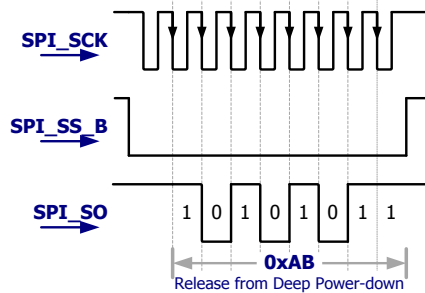 SPI_SCK
SPI_SS_B
SPI_SO
1 0 1 0 1 0 1 1
0xAB
Release from Deep Power-down